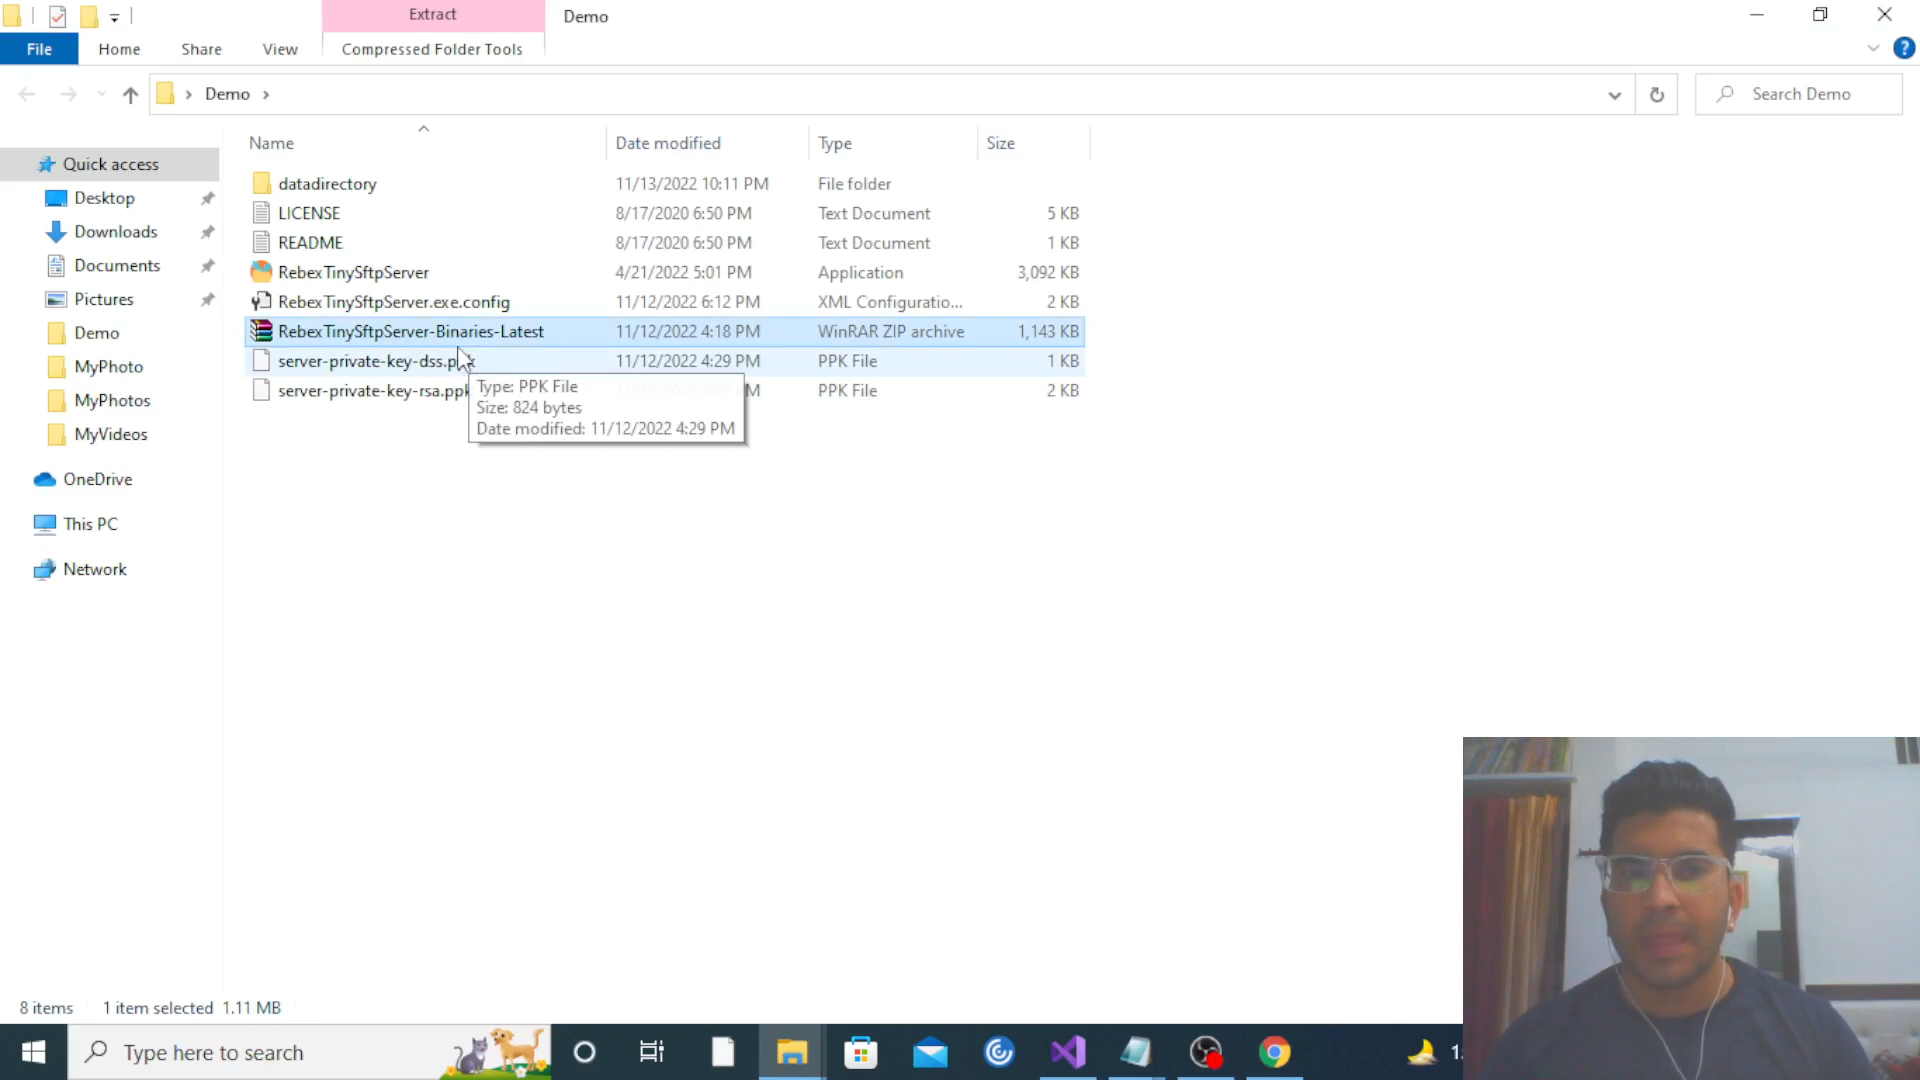 Extract
Demo
File
Home
Share
View
Compressed Folder Tools
Demo
Search Demo
Name
Date modified
Type
Size
Quick access
Desktop
Downloads
Documents
Pictures
Demo
MyPhoto
MyPhotos
MyVideos
OneDrive
This PC
Network
datadirectory 11/13/2022 10:11 PM File folder
LICENSE 8/17/2020 6:50 PM Text Document 5 KB
README 8/17/2020 6:50 PM Text Document 1 KB
RebexTinySftpServer 4/21/2022 5:01 PM Application 3,092 KB
RebexTinySftpServer.exe.config 11/12/2022 6:12 PM XML Configuratio... 2 KB
RebexTinySftpServer-Binaries-Latest 11/12/2022 4:18 PM WinRAR ZIP archive 1,143 KB
server-private-key-dss.ppk 11/12/2022 4:29 PM PPK File 1 KB
server-private-key-rsa.ppk PPK File 2 KB
Type: PPK File
Size: 824 bytes
Date modified: 11/12/2022 4:29 PM
8 items 1 item selected 1.11 MB
Type here to search